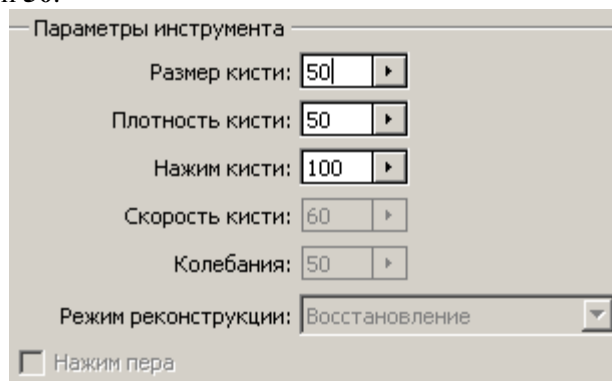 Параметры инструмента
Размер кисти: 50
Плотность кисти: 50
Нажим кисти: 100
Скорость кисти: 60
Колебания: 50
Режим реконструкции: Восстановление
Нажим пера